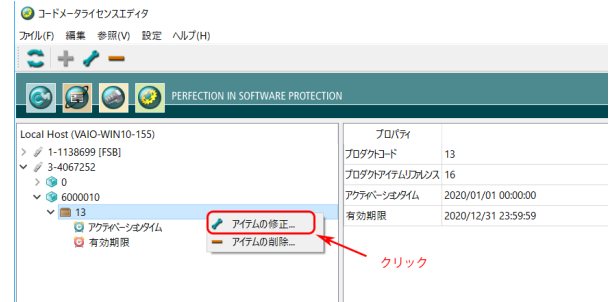 コードメータライセンスエディタ
ファイル(F) 編集 参照(V) 設定 ヘルプ(H)
PERFECTION IN SOFTWARE PROTECTION
Local Host (VAIO-WIN10-155)
1-1138699 [FSB]
3-4067252
0
6000010
13
アクティベーションタイム
有効期限
アイテムの修正...
アイテムの削除...
クリック
プロパティ
プロダクトコード 13
プロダクトアイテムリファレンス 16
アクティベーションタイム 2020/01/01 00:00:00
有効期限 2020/12/31 23:59:59